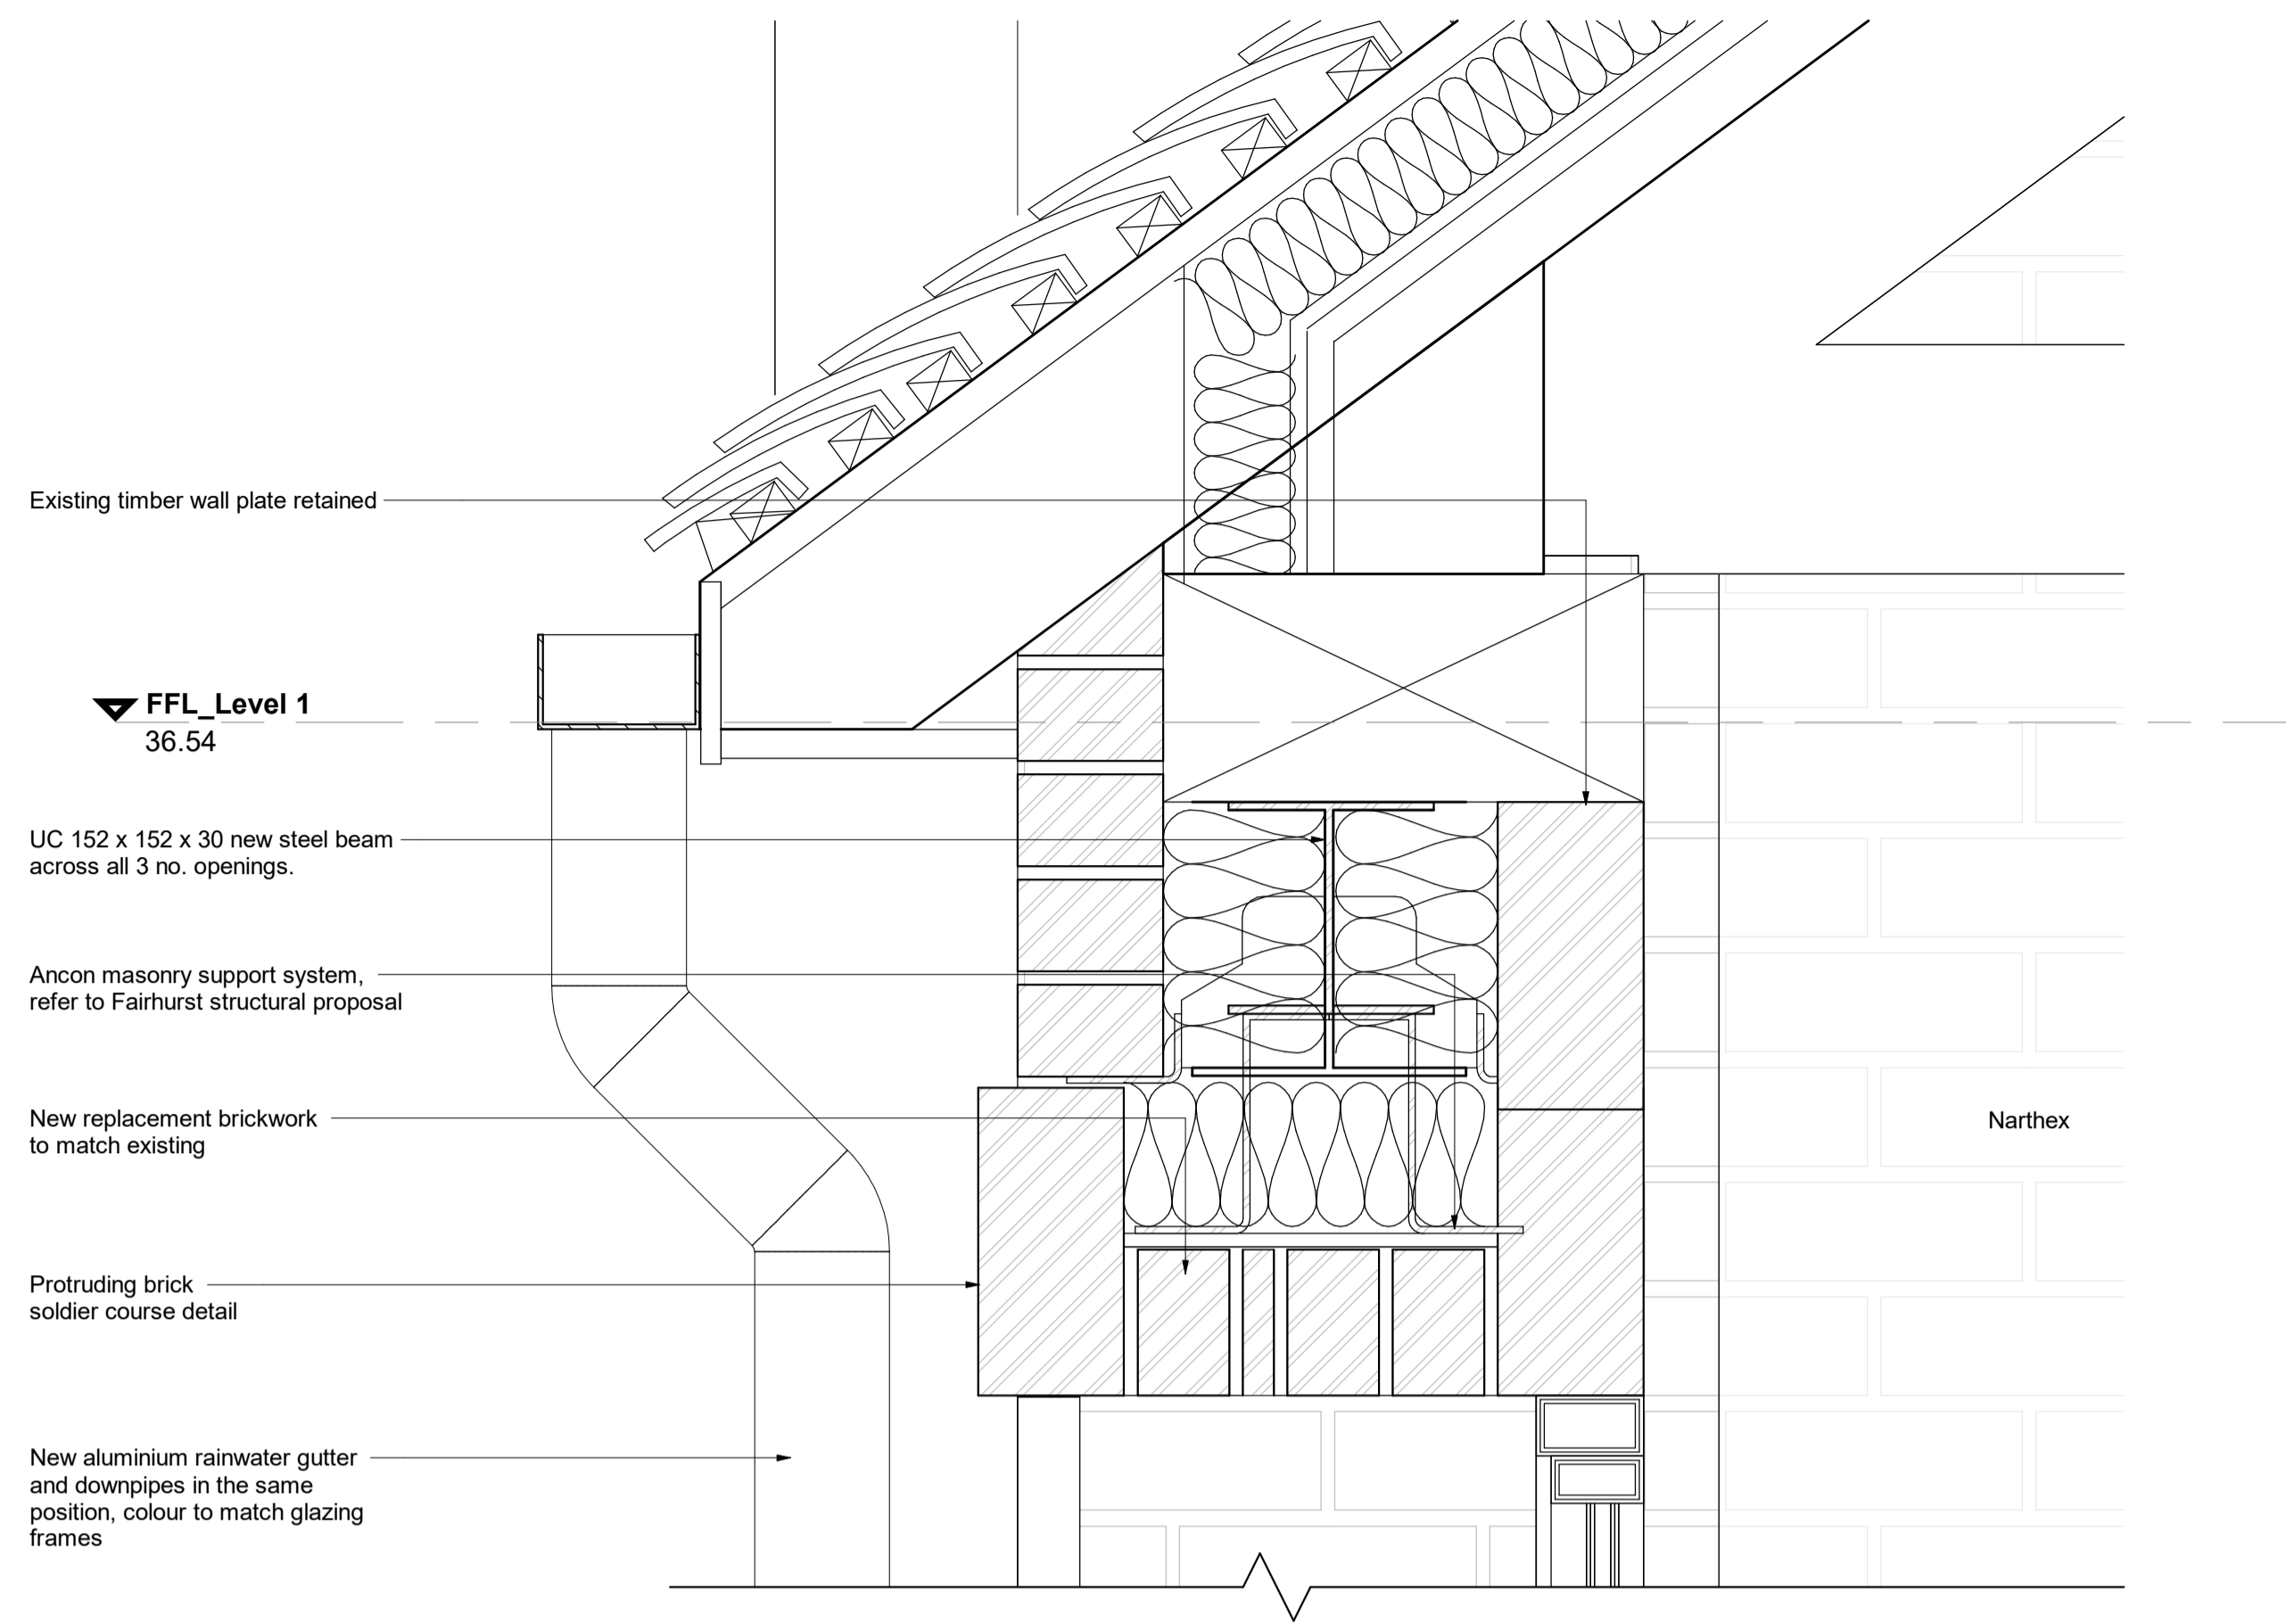 Existing timber wall plate retained
FFL_Level 1
36.54
UC 152 x 152 x 30 new steel beam
across all 3 no. openings.
Ancon masonry support system,
refer to Fairhurst structural proposal
New replacement brickwork
to match existing
Narthex
Protruding brick
soldier course detail
New aluminium rainwater gutter
and downpipes in the same
position, colour to match glazing
frames